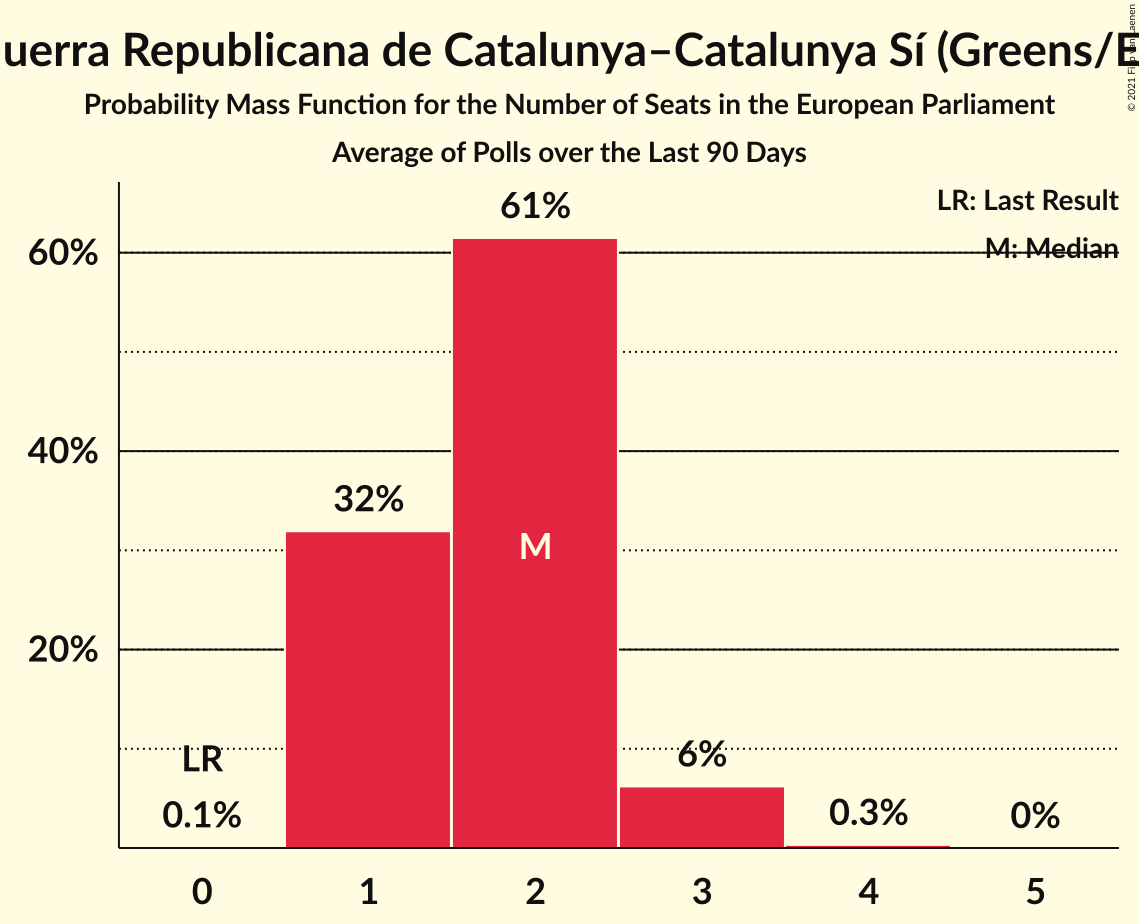 uerra Republicana de Catalunya–Catalunya Sí (Greens/E
Probability Mass Function for the Number of Seats in the European Parliament
Average of Polls over the Last 90 Days
© 2021 Filip van Laenen
LR: Last Result
M: Median
61%
60%
40%
32%
M
20%
LR
0.1%
6%
0.3%
0%
0 1 2 3 4 5